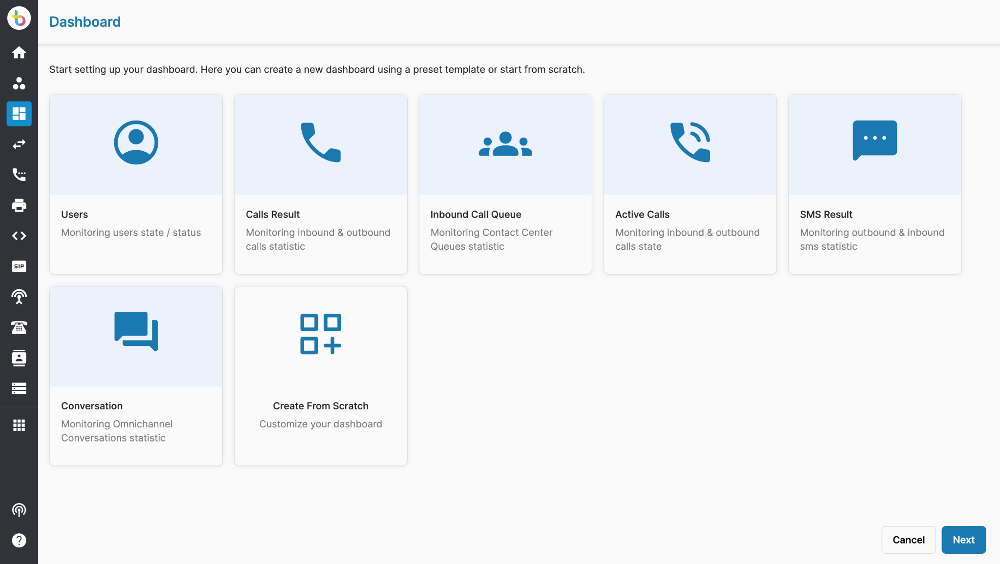 Dashboard
Start setting up your dashboard. Here you can create a new dashboard using a preset template or start from scratch.
Users
Monitoring users state / status
Calls Result
Monitoring inbound & outbound
calls statistic
Inbound Call Queue
Monitoring Contact Center
Queues statistic
Active Calls
Monitoring inbound & outbound
calls state
SMS Result
Monitoring outbound & inbound
sms statistic
SIP
Conversation
Monitoring Omnichannel
Conversations statistic
Create From Scratch
Customize your dashboard
?
Cancel
Next